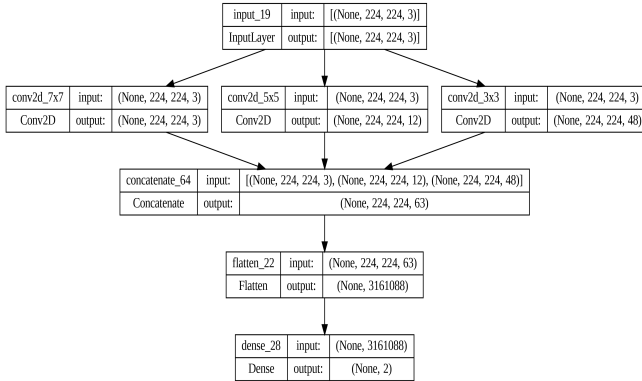 input_19 input: [(None, 224, 224, 3)]
InputLayer output: [(None, 224, 224, 3)]
conv2d_7x7 input: (None, 224, 224, 3)
Conv2D output: (None, 224, 224, 3)
conv2d_5x5 input: (None, 224, 224, 3)
Conv2D output: (None, 224, 224, 12)
conv2d_3x3 input: (None, 224, 224, 3)
Conv2D output: (None, 224, 224, 48)
concatenate_64 input: [(None, 224, 224, 3), (None, 224, 224, 12), (None, 224, 224, 48)]
Concatenate output: (None, 224, 224, 63)
flatten_22 input: (None, 224, 224, 63)
Flatten output: (None, 3161088)
dense_28 input: (None, 3161088)
Dense output: (None, 2)